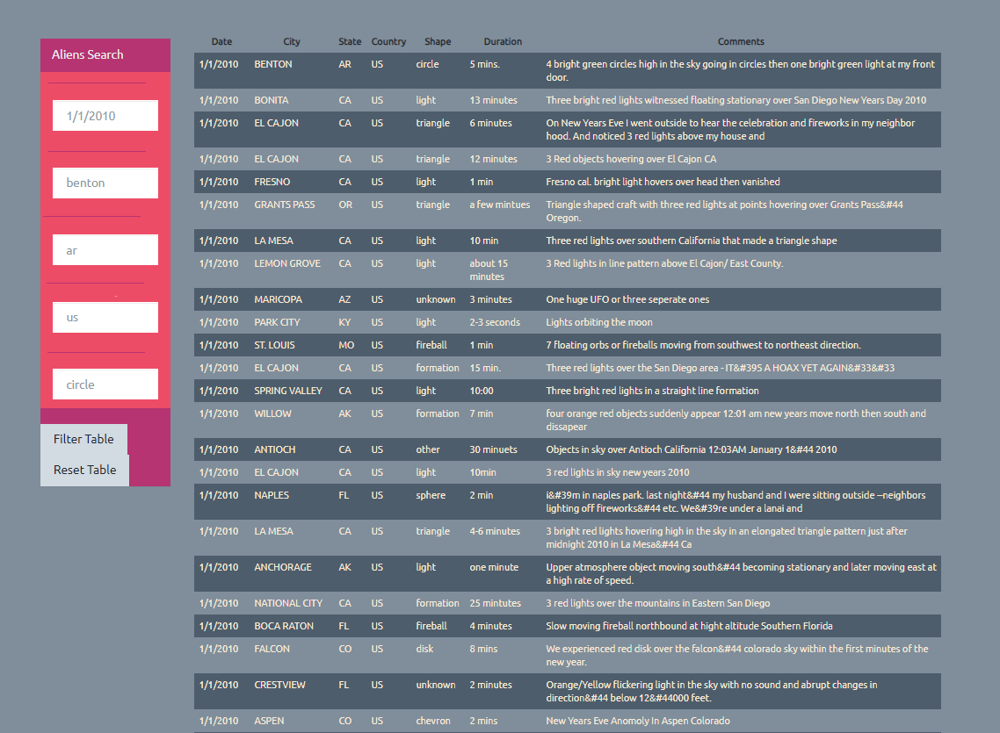 Aliens Search
1/1/2010
benton
ar
us
circle
Filter Table
Reset Table
Date City State Country Shape Duration Comments
1/1/2010 BENTON AR US circle 5 mins. 4 bright green circles high in the sky going in circles then one bright green light at my front
door.
1/1/2010 BONITA CA US light 13 minutes Three bright red lights witnessed floating stationary over San Diego New Years Day 2010
1/1/2010 EL CAJON CA US triangle 6 minutes On New Years Eve I went outside to hear the celebration and fireworks in my neighbor
hood. And noticed 3 red lights above my house and
1/1/2010 EL CAJON CA US triangle 12 minutes 3 Red objects hovering over El Cajon CA
1/1/2010 FRESNO CA US light 1 min Fresno cal. bright light hovers over head then vanished
1/1/2010 GRANTS PASS OR US triangle a few mintues Triangle shaped craft with three red lights at points hovering over Grants Pass&#44
Oregon.
1/1/2010 LA MESA CA US light 10 min Three red lights over southern California that made a triangle shape
1/1/2010 LEMON GROVE CA US light about 15 3 Red lights in line pattern above El Cajon/ East County.
minutes
1/1/2010 MARICOPA AZ US unknown 3 minutes One huge UFO or three seperate ones
1/1/2010 PARK CITY KY US light 2-3 seconds Lights orbiting the moon
1/1/2010 ST. LOUIS MO US fireball 1 min 7 floating orbs or fireballs moving from southwest to northeast direction.
1/1/2010 EL CAJON CA US formation 15 min. Three red lights over the San Diego area - IT&#39S A HOAX YET AGAIN&#33&#33
1/1/2010 SPRING VALLEY CA US light 10:00 Three bright red lights in a straight line formation
1/1/2010 WILLOW AK US formation 7 min four orange red objects suddenly appear 12:01 am new years move north then south and
dissapear
1/1/2010 ANTIOCH CA US other 30 minuets Objects in sky over Antioch California 12:03AM January 1&#44 2010
1/1/2010 EL CAJON CA US light 10min 3 red lights in sky new years 2010
1/1/2010 NAPLES FL US sphere 2 min i&#39m in naples park. last night&#44 my husband and I were sitting outside --neighbors
lighting off fireworks&#44 etc. We&#39re under a lanai and
1/1/2010 LA MESA CA US triangle 4-6 minutes 3 bright red lights hovering high in the sky in an elongated triangle pattern just after
midnight 2010 in La Mesa&#44 Ca
1/1/2010 ANCHORAGE AK US light one minute Upper atmosphere object moving south&#44 becoming stationary and later moving east at
a high rate of speed.
1/1/2010 NATIONAL CITY CA US formation 25 mintutes 3 red lights over the mountains in Eastern San Diego
1/1/2010 BOCA RATON FL US fireball 4 minutes Slow moving fireball northbound at hight altitude Southern Florida
1/1/2010 FALCON CO US disk 8 mins We experienced red disk over the falcon&#44 colorado sky within the first minutes of the
new year.
1/1/2010 CRESTVIEW FL US unknown 2 minutes Orange/Yellow flickering light in the sky with no sound and abrupt changes in
direction&#44 below 12&#44000 feet.
1/1/2010 ASPEN CO US chevron 2 mins New Years Eve Anomoly In Aspen Colorado